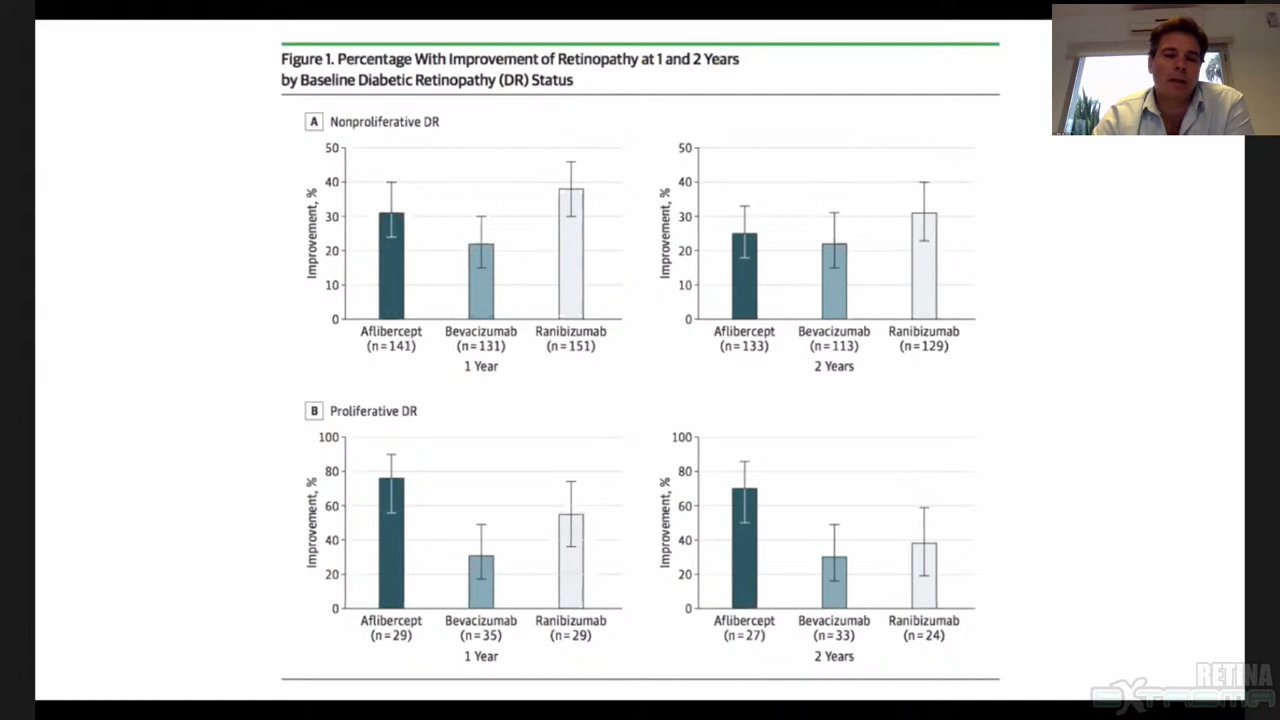 Figure 1. Percentage With Improvement of Retinopathy at 1 and 2 Years
by Baseline Diabetic Retinopathy (DR) Status
A Nonproliferative DR
Improvement, %
50
40
30
20
10
0
Aflibercept Bevacizumab Ranibizumab
(n=141) (n=131) (n=151)
1 Year
Improvement, %
50
40
30
20
10
0
Aflibercept Bevacizumab Ranibizumab
(n=133) (n=113) (n=129)
2 Years
B Proliferative DR
Improvement, %
100
80
60
40
20
0
Aflibercept Bevacizumab Ranibizumab
(n=29) (n=35) (n=29)
1 Year
Improvement, %
100
80
60
40
20
0
Aflibercept Bevacizumab Ranibizumab
(n=27) (n=33) (n=24)
2 Years
RETINA
EXTREMA